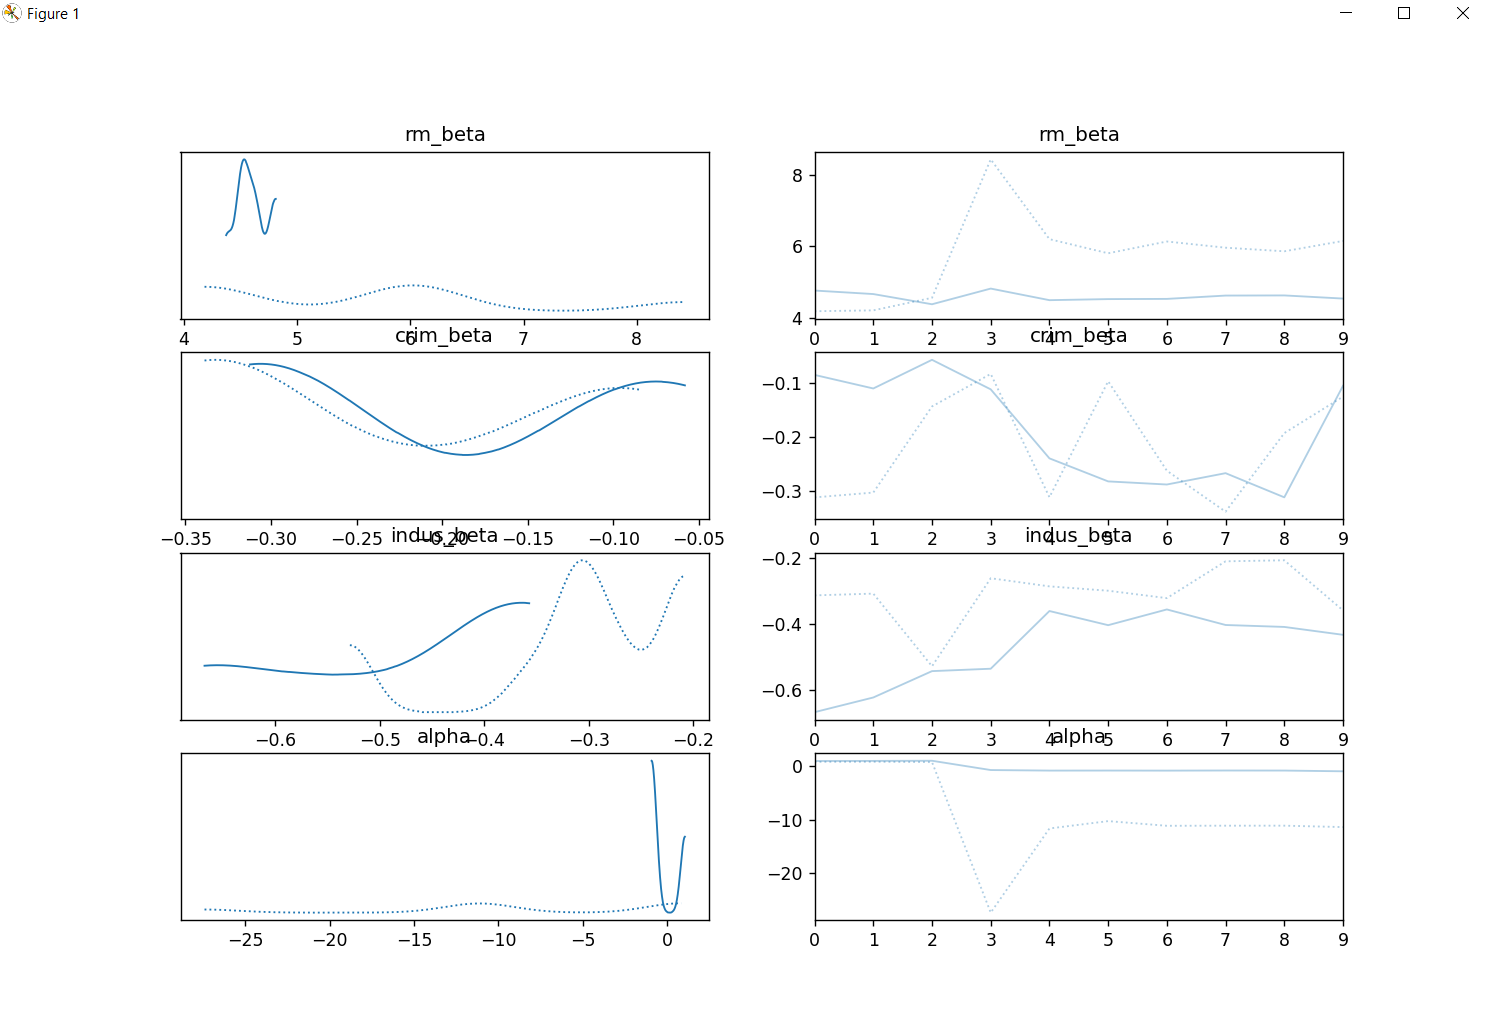 Figure 1
rm_beta rm_beta
8
6
4
4 5 6 7 8 0 1 2 3 4 5 6 7 8 9
crim_beta crim_beta
−0.1
−0.2
−0.3
−0.35 −0.30 −0.25 −0.20 −0.15 −0.10 −0.05 0 1 2 3 4 5 6 7 8 9
indus_beta indus_beta
−0.2
−0.4
−0.6
−0.6 −0.5 −0.4 −0.3 −0.2 0 1 2 3 4 5 6 7 8 9
alpha alpha
0
−10
−20
−25 −20 −15 −10 −5 0 0 1 2 3 4 5 6 7 8 9